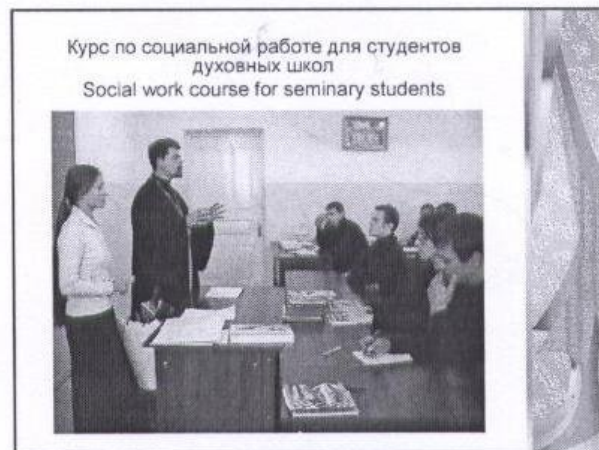 Курс по социальной работе для студентов
духовных школ
Social work course for seminary students